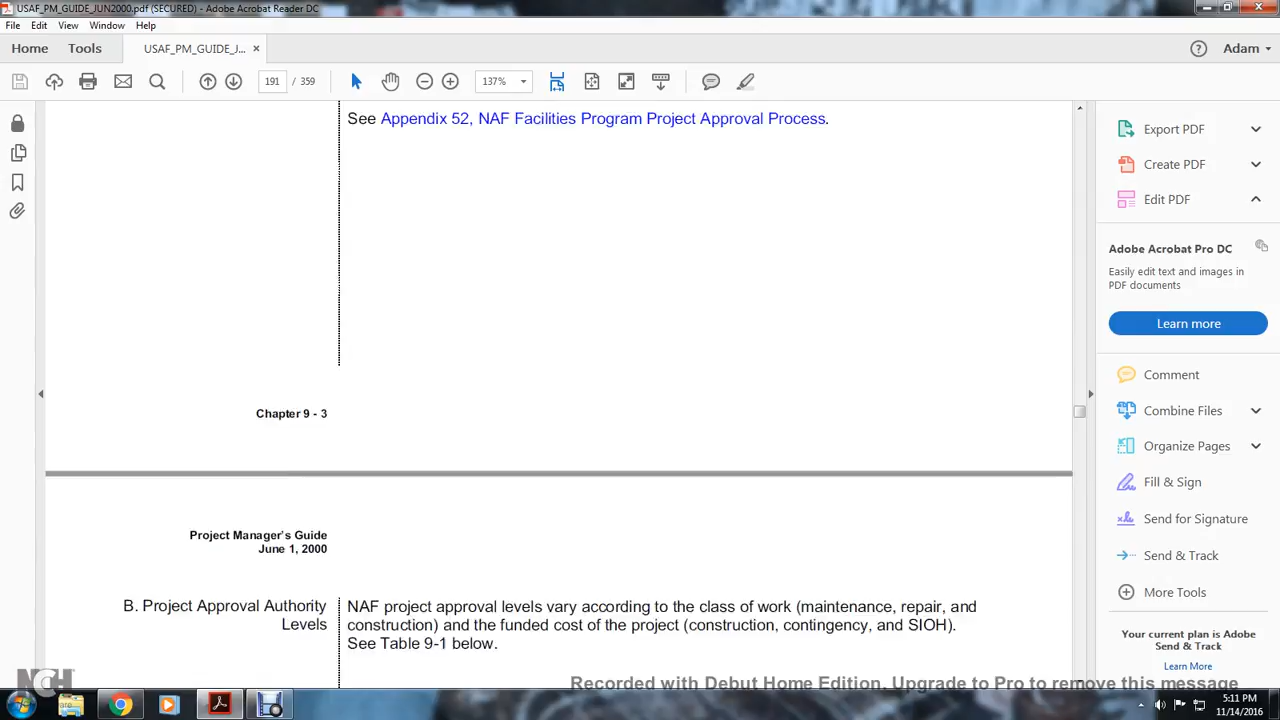 USAF_PM_GUIDE_JUN2000.pdf (SECURED) - Adobe Acrobat Reader DC
File Edit View Window Help
Home Tools USAF_PM_GUIDE_J... × Adam
191 / 359 137%
See Appendix 52, NAF Facilities Program Project Approval Process.
Chapter 9 - 3
Project Manager's Guide
June 1, 2000
B. Project Approval Authority
Levels
NAF project approval levels vary according to the class of work (maintenance, repair, and
construction) and the funded cost of the project (construction, contingency, and SIOH).
See Table 9-1 below.
Export PDF
Create PDF
Edit PDF
Adobe Acrobat Pro DC
Easily edit text and images in
PDF documents
Learn more
Comment
Combine Files
Organize Pages
Fill & Sign
Send for Signature
Send & Track
More Tools
Your current plan is Adobe
Send & Track
Learn More
NCH
Recorded with Debut Home Edition. Upgrade to Pro to remove this message
5:11 PM
11/14/2016